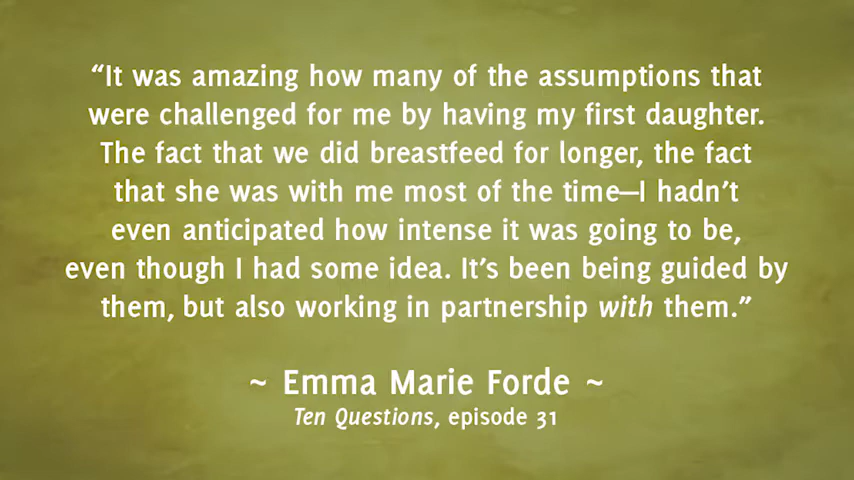 “It was amazing how many of the assumptions that
were challenged for me by having my first daughter.
The fact that we did breastfeed for longer, the fact
that she was with me most of the time—I hadn’t
even anticipated how intense it was going to be,
even though I had some idea. It’s been being guided by
them, but also working in partnership with them.”
~ Emma Marie Forde ~
Ten Questions, episode 31